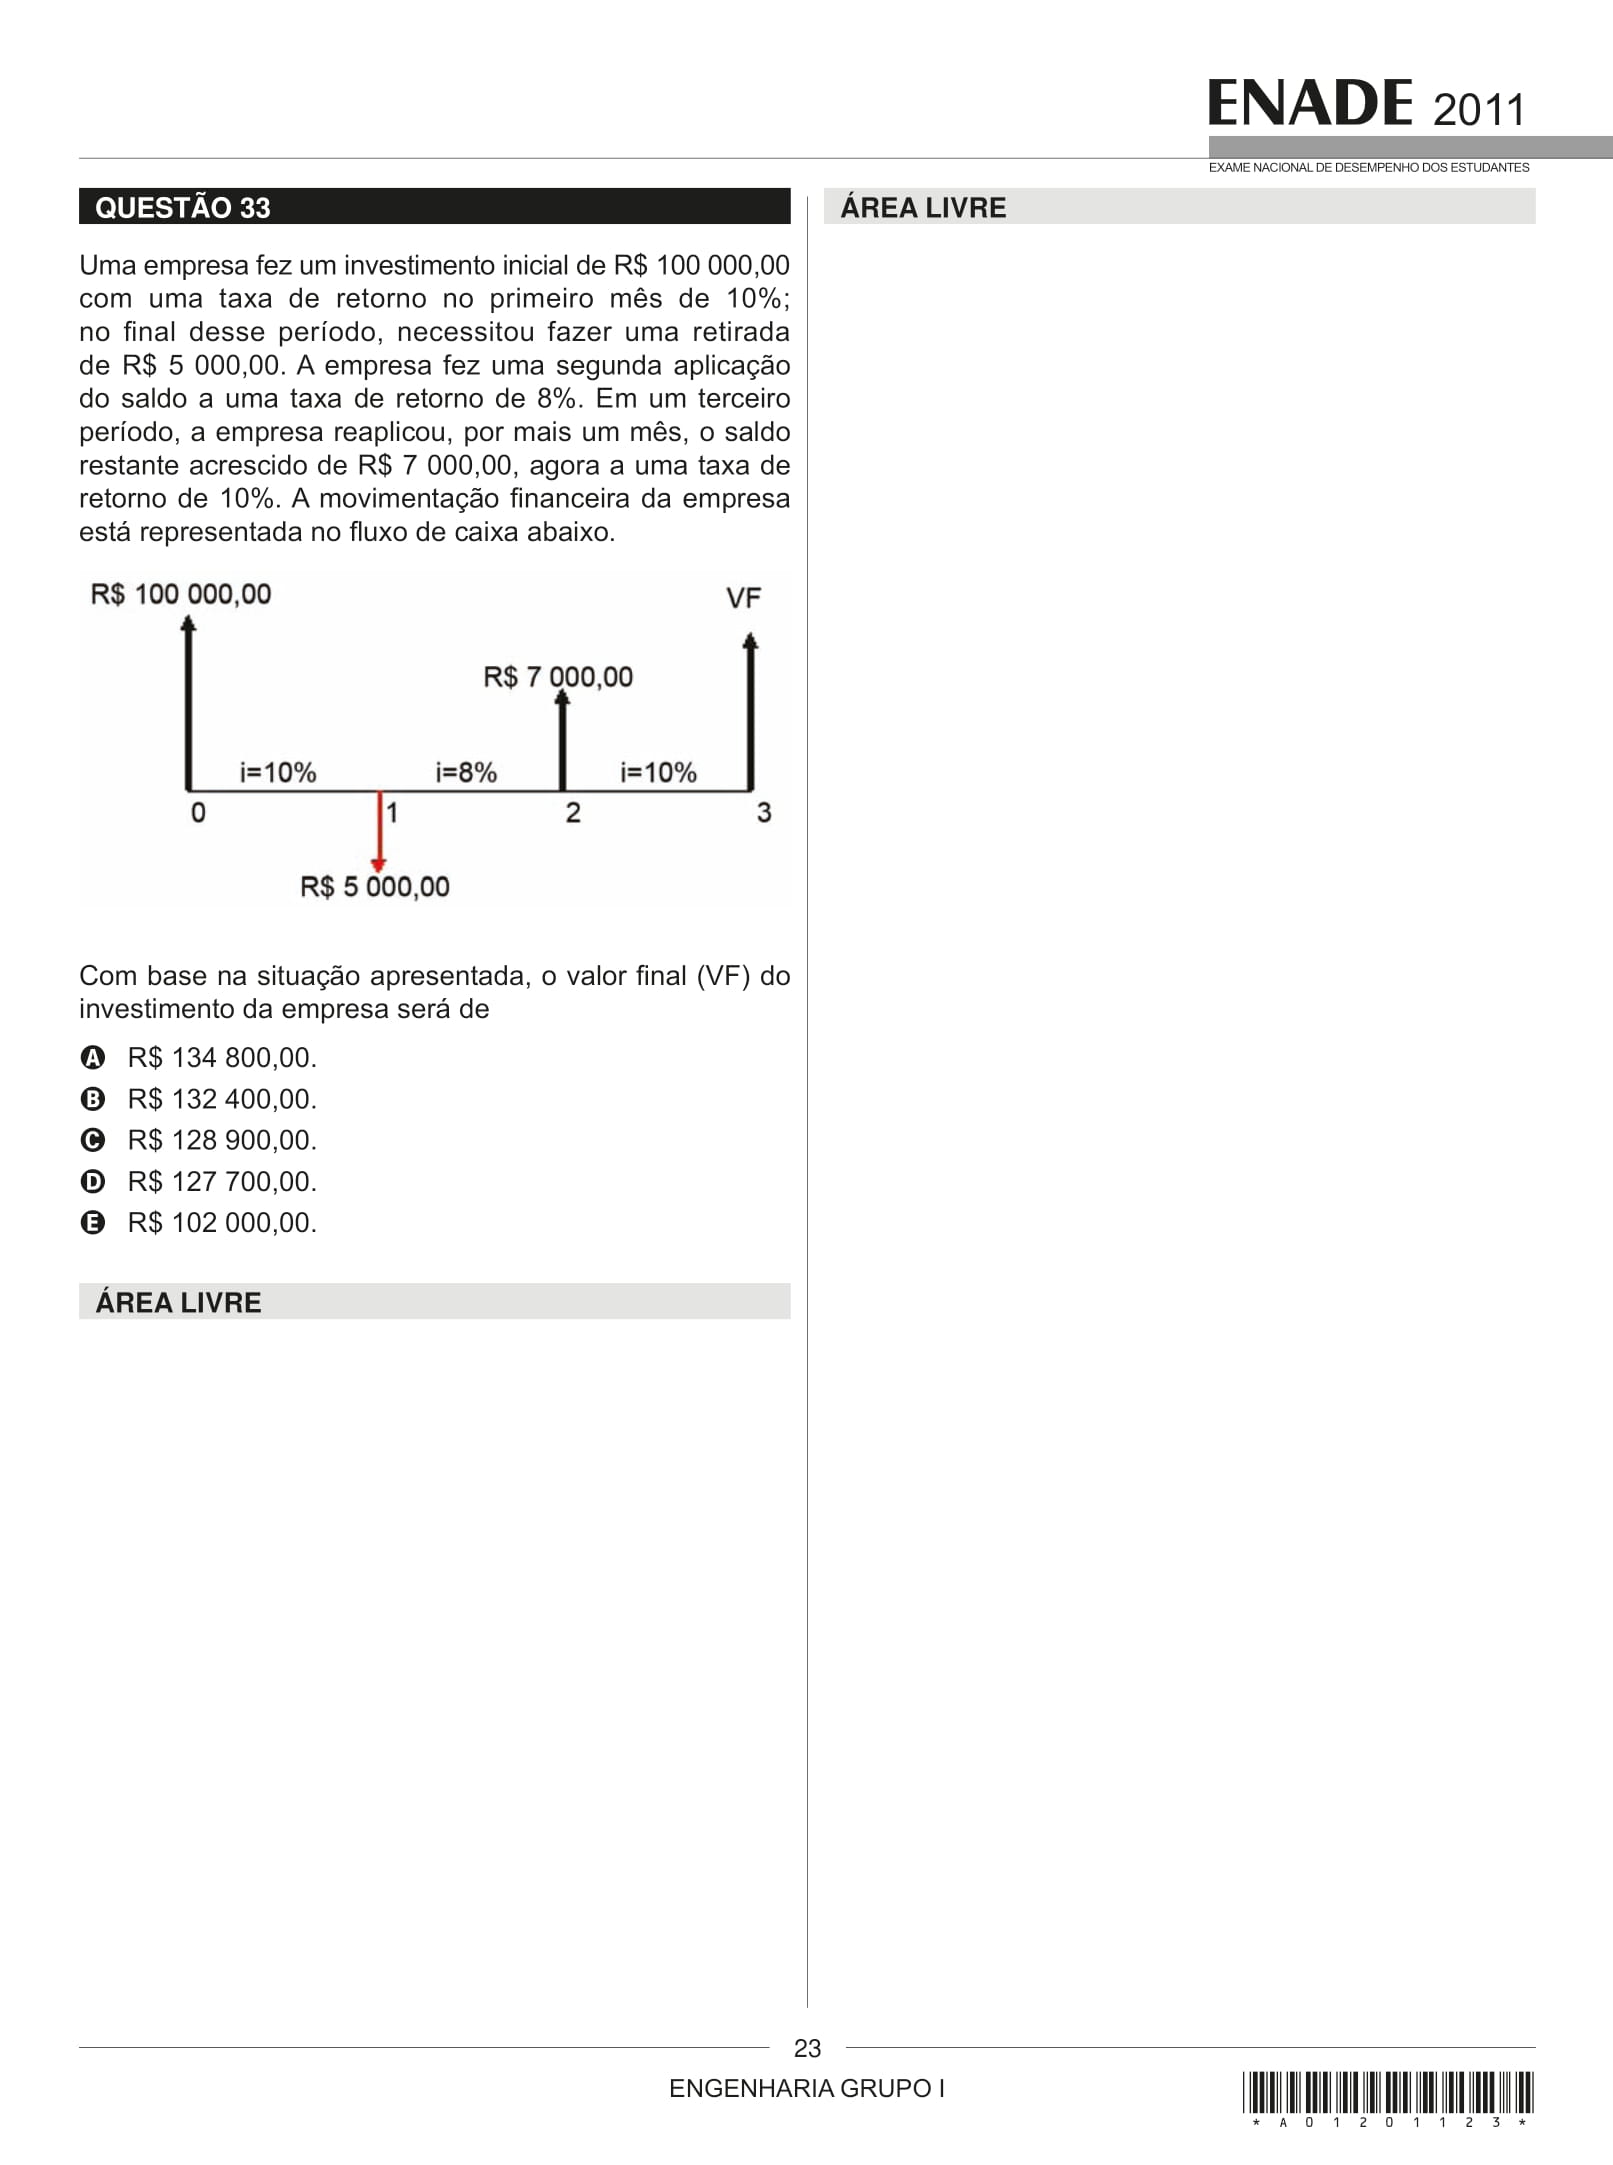 ENADE 2011
EXAME NACIONAL DE DESEMPENHO DOS ESTUDANTES
QUESTÃO 33
Uma empresa fez um investimento inicial de R$ 100 000,00
com uma taxa de retorno no primeiro mês de 10%;
no final desse período, necessitou fazer uma retirada
de R$ 5 000,00. A empresa fez uma segunda aplicação
do saldo a uma taxa de retorno de 8%. Em um terceiro
período, a empresa reaplicou, por mais um mês, o saldo
restante acrescido de R$ 7 000,00, agora a uma taxa de
retorno de 10%. A movimentação financeira da empresa
está representada no fluxo de caixa abaixo.
R$ 100 000,00
VF
R$ 7 000,00
i=10%
i=8%
i=10%
0
1
2
3
R$ 5 000,00
Com base na situação apresentada, o valor final (VF) do
investimento da empresa será de
A R$ 134 800,00.
B R$ 132 400,00.
C R$ 128 900,00.
D R$ 127 700,00.
E R$ 102 000,00.
ÁREA LIVRE
ÁREA LIVRE
23
ENGENHARIA GRUPO I
* A 0 1 2 0 1 1 2 3 *